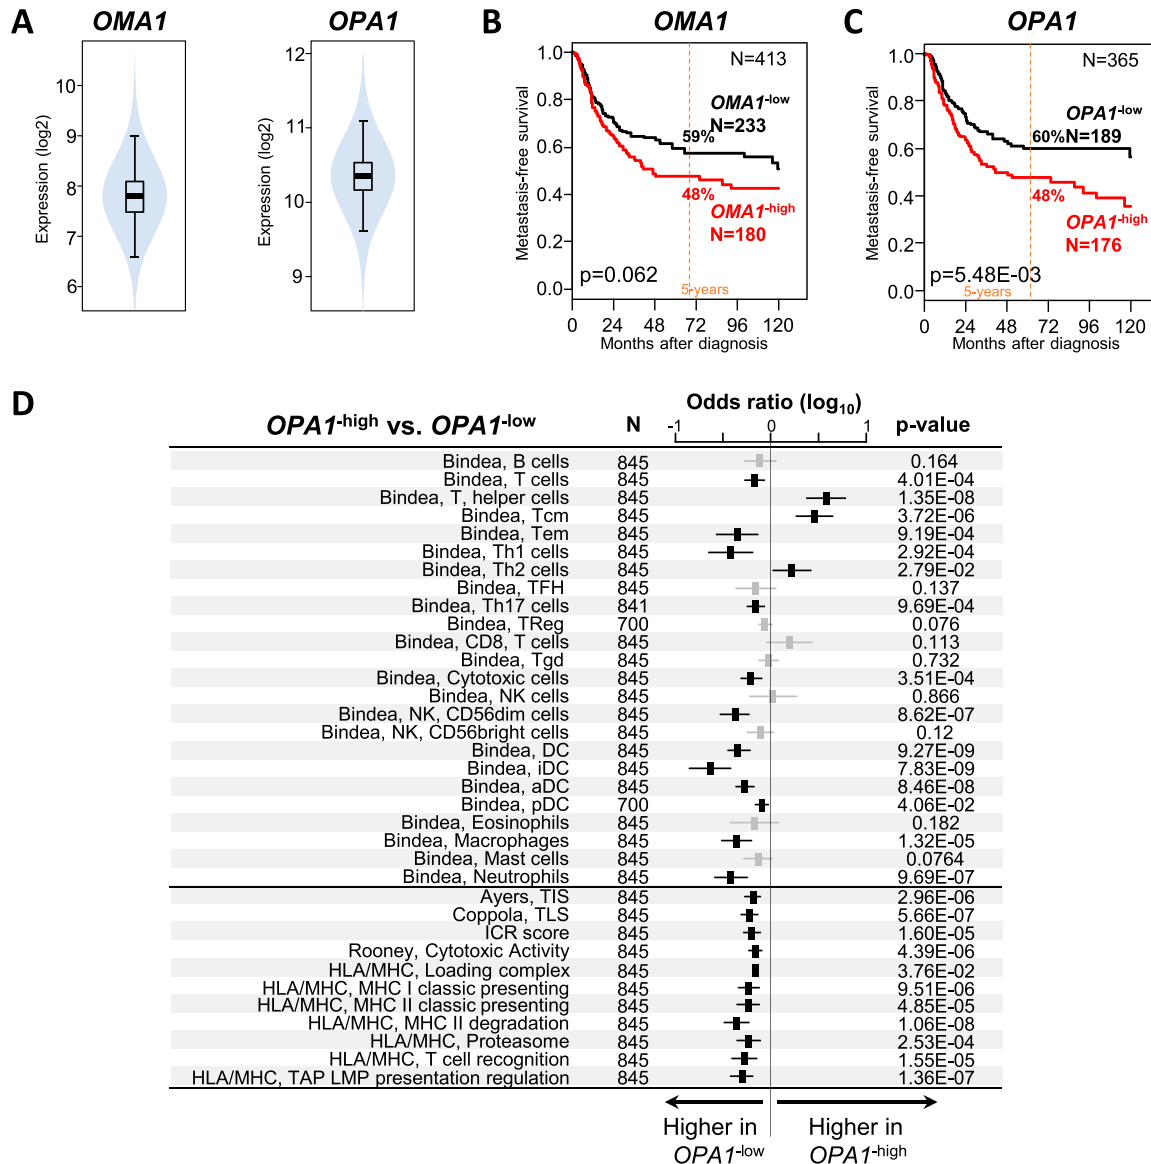 A
OMA1
OPA1
Expression (log2)
10
9
8
7
6
Expression (log2)
12
11
10
9
B
OMA1
N=413
Metastasis-free survival
1.0
0.8
0.6
0.4
0.2
0.0
OMA1-low
N=233
59%
48%
OMA1-high
N=180
p=0.062
5-years
0 24 48 72 96 120
Months after diagnosis
C
OPA1
N=365
Metastasis-free survival
1.0
0.8
0.6
0.4
0.2
0.0
OPA1-low
60% N=189
48%
OPA1-high
N=176
p=5.48E-03
5-years
0 24 48 72 96 120
Months after diagnosis
D
Odds ratio (log10)
OPA1-high vs. OPA1-low N -1 0 1 p-value
Bindea, B cells 845 0.164
Bindea, T cells 845 4.01E-04
Bindea, T, helper cells 845 1.35E-08
Bindea, Tcm 845 3.72E-06
Bindea, Tem 845 9.19E-04
Bindea, Th1 cells 845 2.92E-04
Bindea, Th2 cells 845 2.79E-02
Bindea, TFH 845 0.137
Bindea, Th17 cells 841 9.69E-04
Bindea, TReg 700 0.076
Bindea, CD8, T cells 845 0.113
Bindea, Tgd 845 0.732
Bindea, Cytotoxic cells 845 3.51E-04
Bindea, NK cells 845 0.866
Bindea, NK, CD56dim cells 845 8.62E-07
Bindea, NK, CD56bright cells 845 0.12
Bindea, DC 845 9.27E-09
Bindea, iDC 845 7.83E-09
Bindea, aDC 845 8.46E-08
Bindea, pDC 700 4.06E-02
Bindea, Eosinophils 845 0.182
Bindea, Macrophages 845 1.32E-05
Bindea, Mast cells 845 0.0764
Bindea, Neutrophils 845 9.69E-07
Ayers, TIS 845 2.96E-06
Coppola, TLS 845 5.66E-07
ICR score 845 1.60E-05
Rooney, Cytotoxic Activity 845 4.39E-06
HLA/MHC, Loading complex 845 3.76E-02
HLA/MHC, MHC I classic presenting 845 9.51E-06
HLA/MHC, MHC II classic presenting 845 4.85E-05
HLA/MHC, MHC II degradation 845 1.06E-08
HLA/MHC, Proteasome 845 2.53E-04
HLA/MHC, T cell recognition 845 1.55E-05
HLA/MHC, TAP LMP presentation regulation 845 1.36E-07
Higher in
OPA1-low
Higher in
OPA1-high